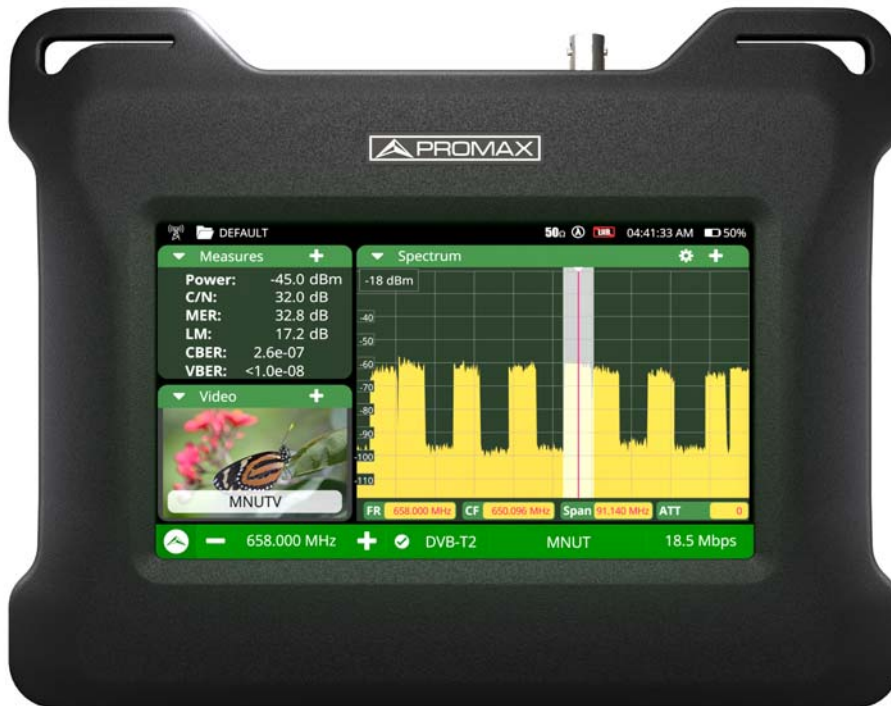 PROMAX
DEFAULT
50Ω
04:41:33 AM
50%
Measures
Power: -45.0 dBm
C/N: 32.0 dB
MER: 32.8 dB
LM: 17.2 dB
CBER: 2.6e-07
VBER: <1.0e-08
Video
MNUTV
Spectrum
-18 dBm
-40
-50
-60
-70
-80
-90
-100
-110
FR 658.000 MHz CF 650.096 MHz Span 91.140 MHz ATT 0
658.000 MHz DVB-T2 MNUT 18.5 Mbps